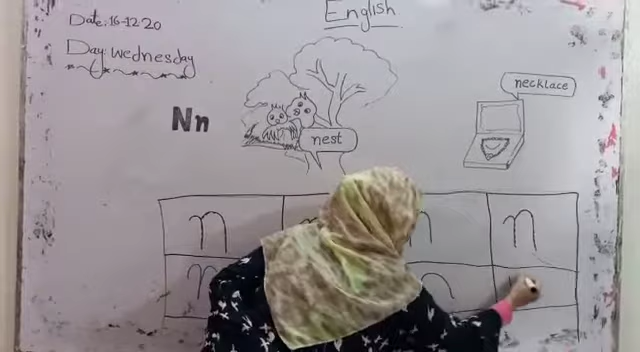 English
Date: 16-12-20
Day: Wednesday
necklace
Nn
nest
n n n
n